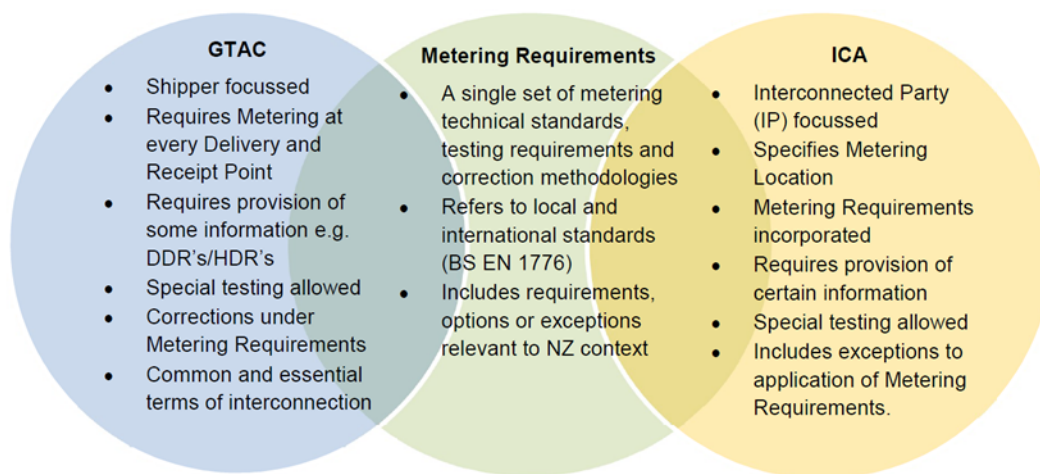 GTAC
• Shipper focussed
• Requires Metering at
every Delivery and
Receipt Point
• Requires provision of
some information e.g.
DDR's/HDR's
• Special testing allowed
• Corrections under
Metering Requirements
• Common and essential
terms of interconnection
Metering Requirements
• A single set of metering
technical standards,
testing requirements and
correction methodologies
• Refers to local and
international standards
(BS EN 1776)
• Includes requirements,
options or exceptions
relevant to NZ context
ICA
• Interconnected Party
(IP) focussed
• Specifies Metering
Location
• Metering Requirements
incorporated
• Requires provision of
certain information
• Special testing allowed
• Includes exceptions to
application of Metering
Requirements.